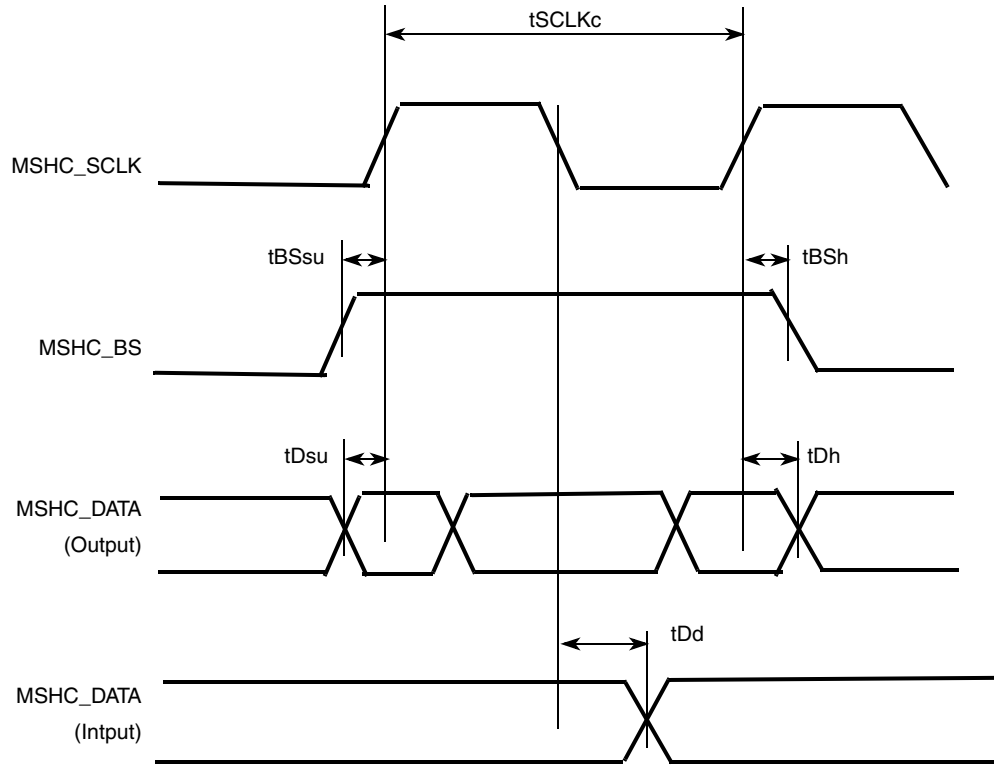 tSCLKc
MSHC_SCLK
tBSsu
tBSh
MSHC_BS
tDsu
tDh
MSHC_DATA
(Output)
tDd
MSHC_DATA
(Intput)